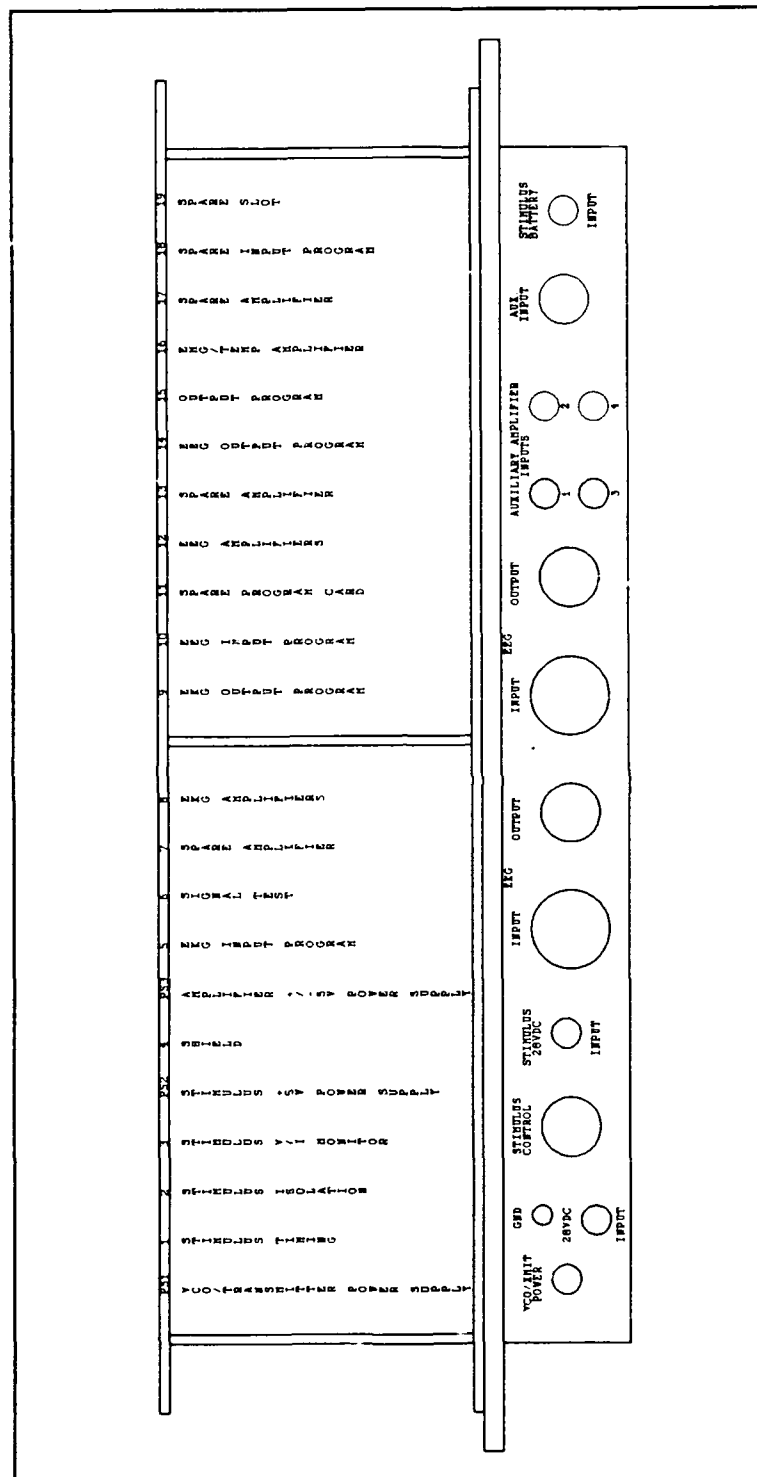 PS1 VCO/TRANSMITTER POWER SUPPLY
1 STIMULUS TIMING
2 STIMULUS ISOLATION
3 STIMULUS V/I MONITOR
PS2 STIMULUS +5V POWER SUPPLY
4 SHIELD
PS3 AMPLIFIER +/-5V POWER SUPPLY
5 EKG INPUT PROGRAM
6 SIGNAL TEST
7 SPARE AMPLIFIER
8 EKG AMPLIFIERS
9 EEG OUTPUT PROGRAM
10 EEG INPUT PROGRAM
11 SPARE PROGRAM CARD
12 EEG AMPLIFIERS
13 SPARE AMPLIFIER
14 EEG OUTPUT PROGRAM
15 OUTPUT PROGRAM
16 EMG/TEMP AMPLIFIER
17 SPARE AMPLIFIER
18 SPARE INPUT PROGRAM
19 SPARE SLOT
VCO/XMIT
POWER
GND
28VDC
INPUT
STIMULUS
CONTROL
STIMULUS
28VDC
INPUT
EKG
INPUT
OUTPUT
EEG
INPUT
OUTPUT
AUXILIARY AMPLIFIER
INPUTS
1
2
3
4
AUX.
INPUT
STIMULUS
BATTERY
INPUT